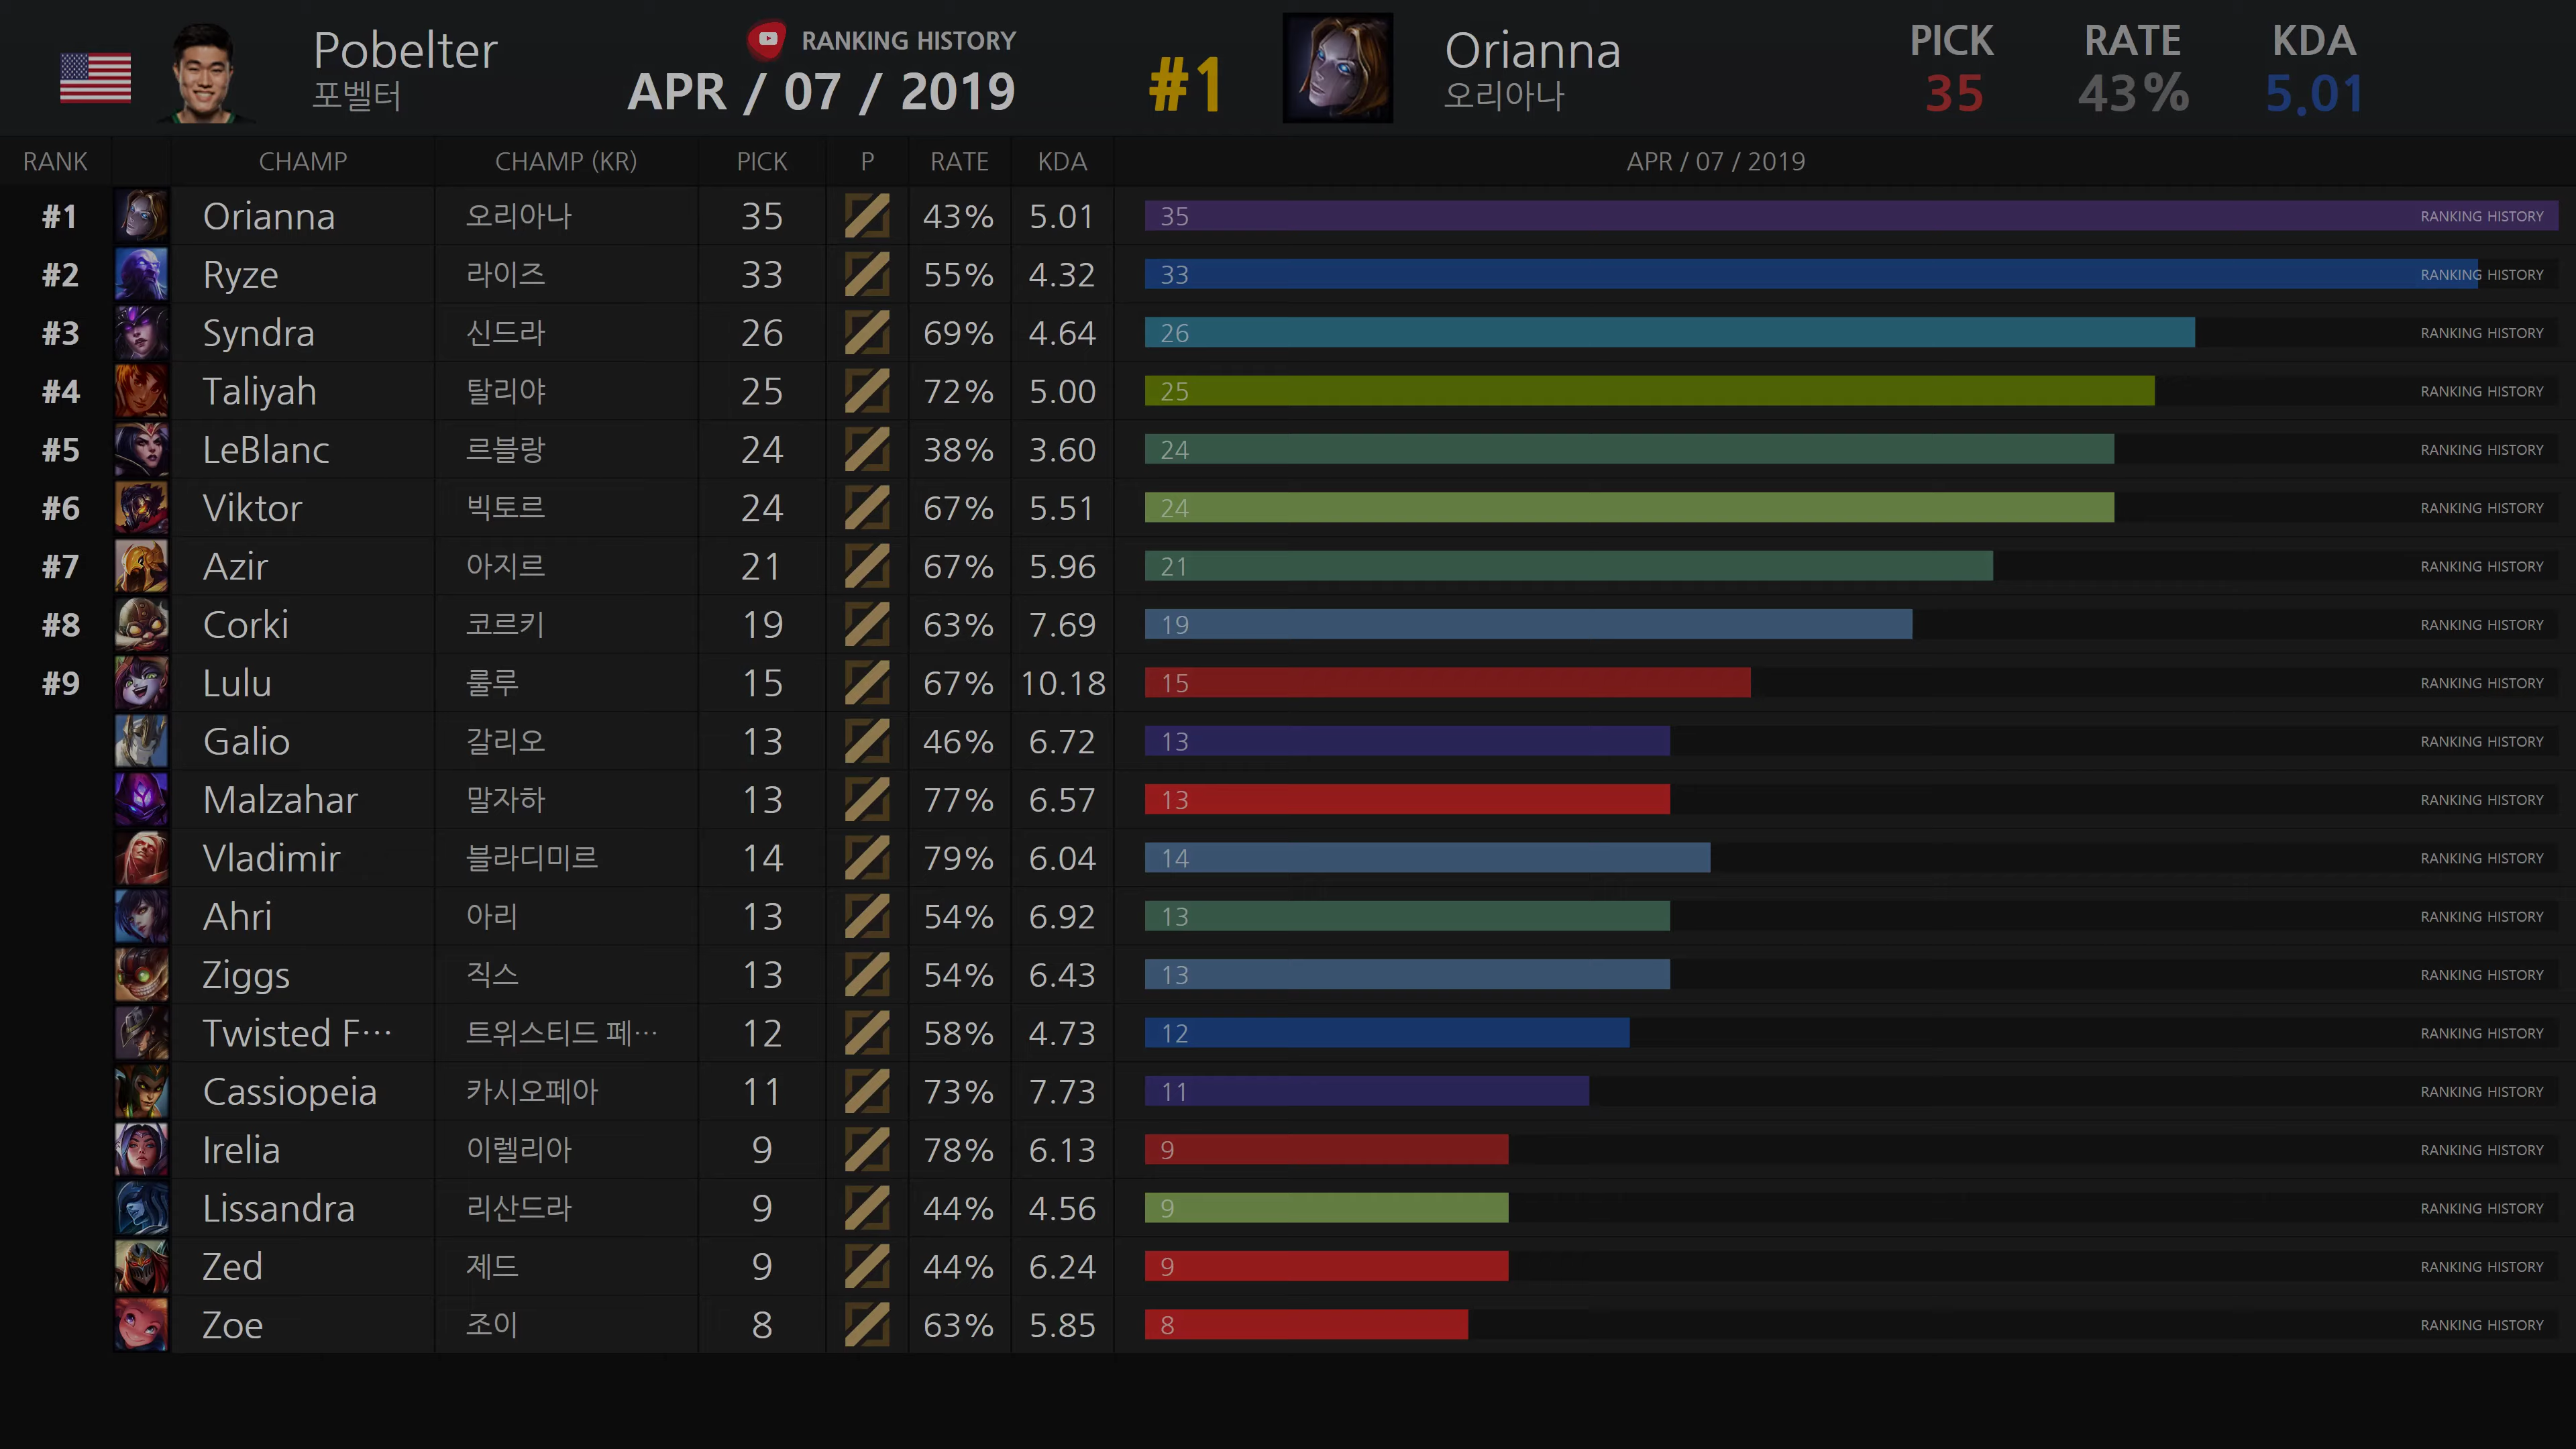 Pobelter
포벨터
RANKING HISTORY
APR / 07 / 2019
#1
Orianna
오리아나
PICK RATE KDA
35 43% 5.01
RANK CHAMP CHAMP (KR) PICK P RATE KDA APR / 07 / 2019
#1 Orianna 오리아나 35 43% 5.01 35 RANKING HISTORY
#2 Ryze 라이즈 33 55% 4.32 33 RANKING HISTORY
#3 Syndra 신드라 26 69% 4.64 26 RANKING HISTORY
#4 Taliyah 탈리야 25 72% 5.00 25 RANKING HISTORY
#5 LeBlanc 르블랑 24 38% 3.60 24 RANKING HISTORY
#6 Viktor 빅토르 24 67% 5.51 24 RANKING HISTORY
#7 Azir 아지르 21 67% 5.96 21 RANKING HISTORY
#8 Corki 코르키 19 63% 7.69 19 RANKING HISTORY
#9 Lulu 룰루 15 67% 10.18 15 RANKING HISTORY
Galio 갈리오 13 46% 6.72 13 RANKING HISTORY
Malzahar 말자하 13 77% 6.57 13 RANKING HISTORY
Vladimir 블라디미르 14 79% 6.04 14 RANKING HISTORY
Ahri 아리 13 54% 6.92 13 RANKING HISTORY
Ziggs 직스 13 54% 6.43 13 RANKING HISTORY
Twisted F… 트위스티드 페… 12 58% 4.73 12 RANKING HISTORY
Cassiopeia 카시오페아 11 73% 7.73 11 RANKING HISTORY
Irelia 이렐리아 9 78% 6.13 9 RANKING HISTORY
Lissandra 리산드라 9 44% 4.56 9 RANKING HISTORY
Zed 제드 9 44% 6.24 9 RANKING HISTORY
Zoe 조이 8 63% 5.85 8 RANKING HISTORY